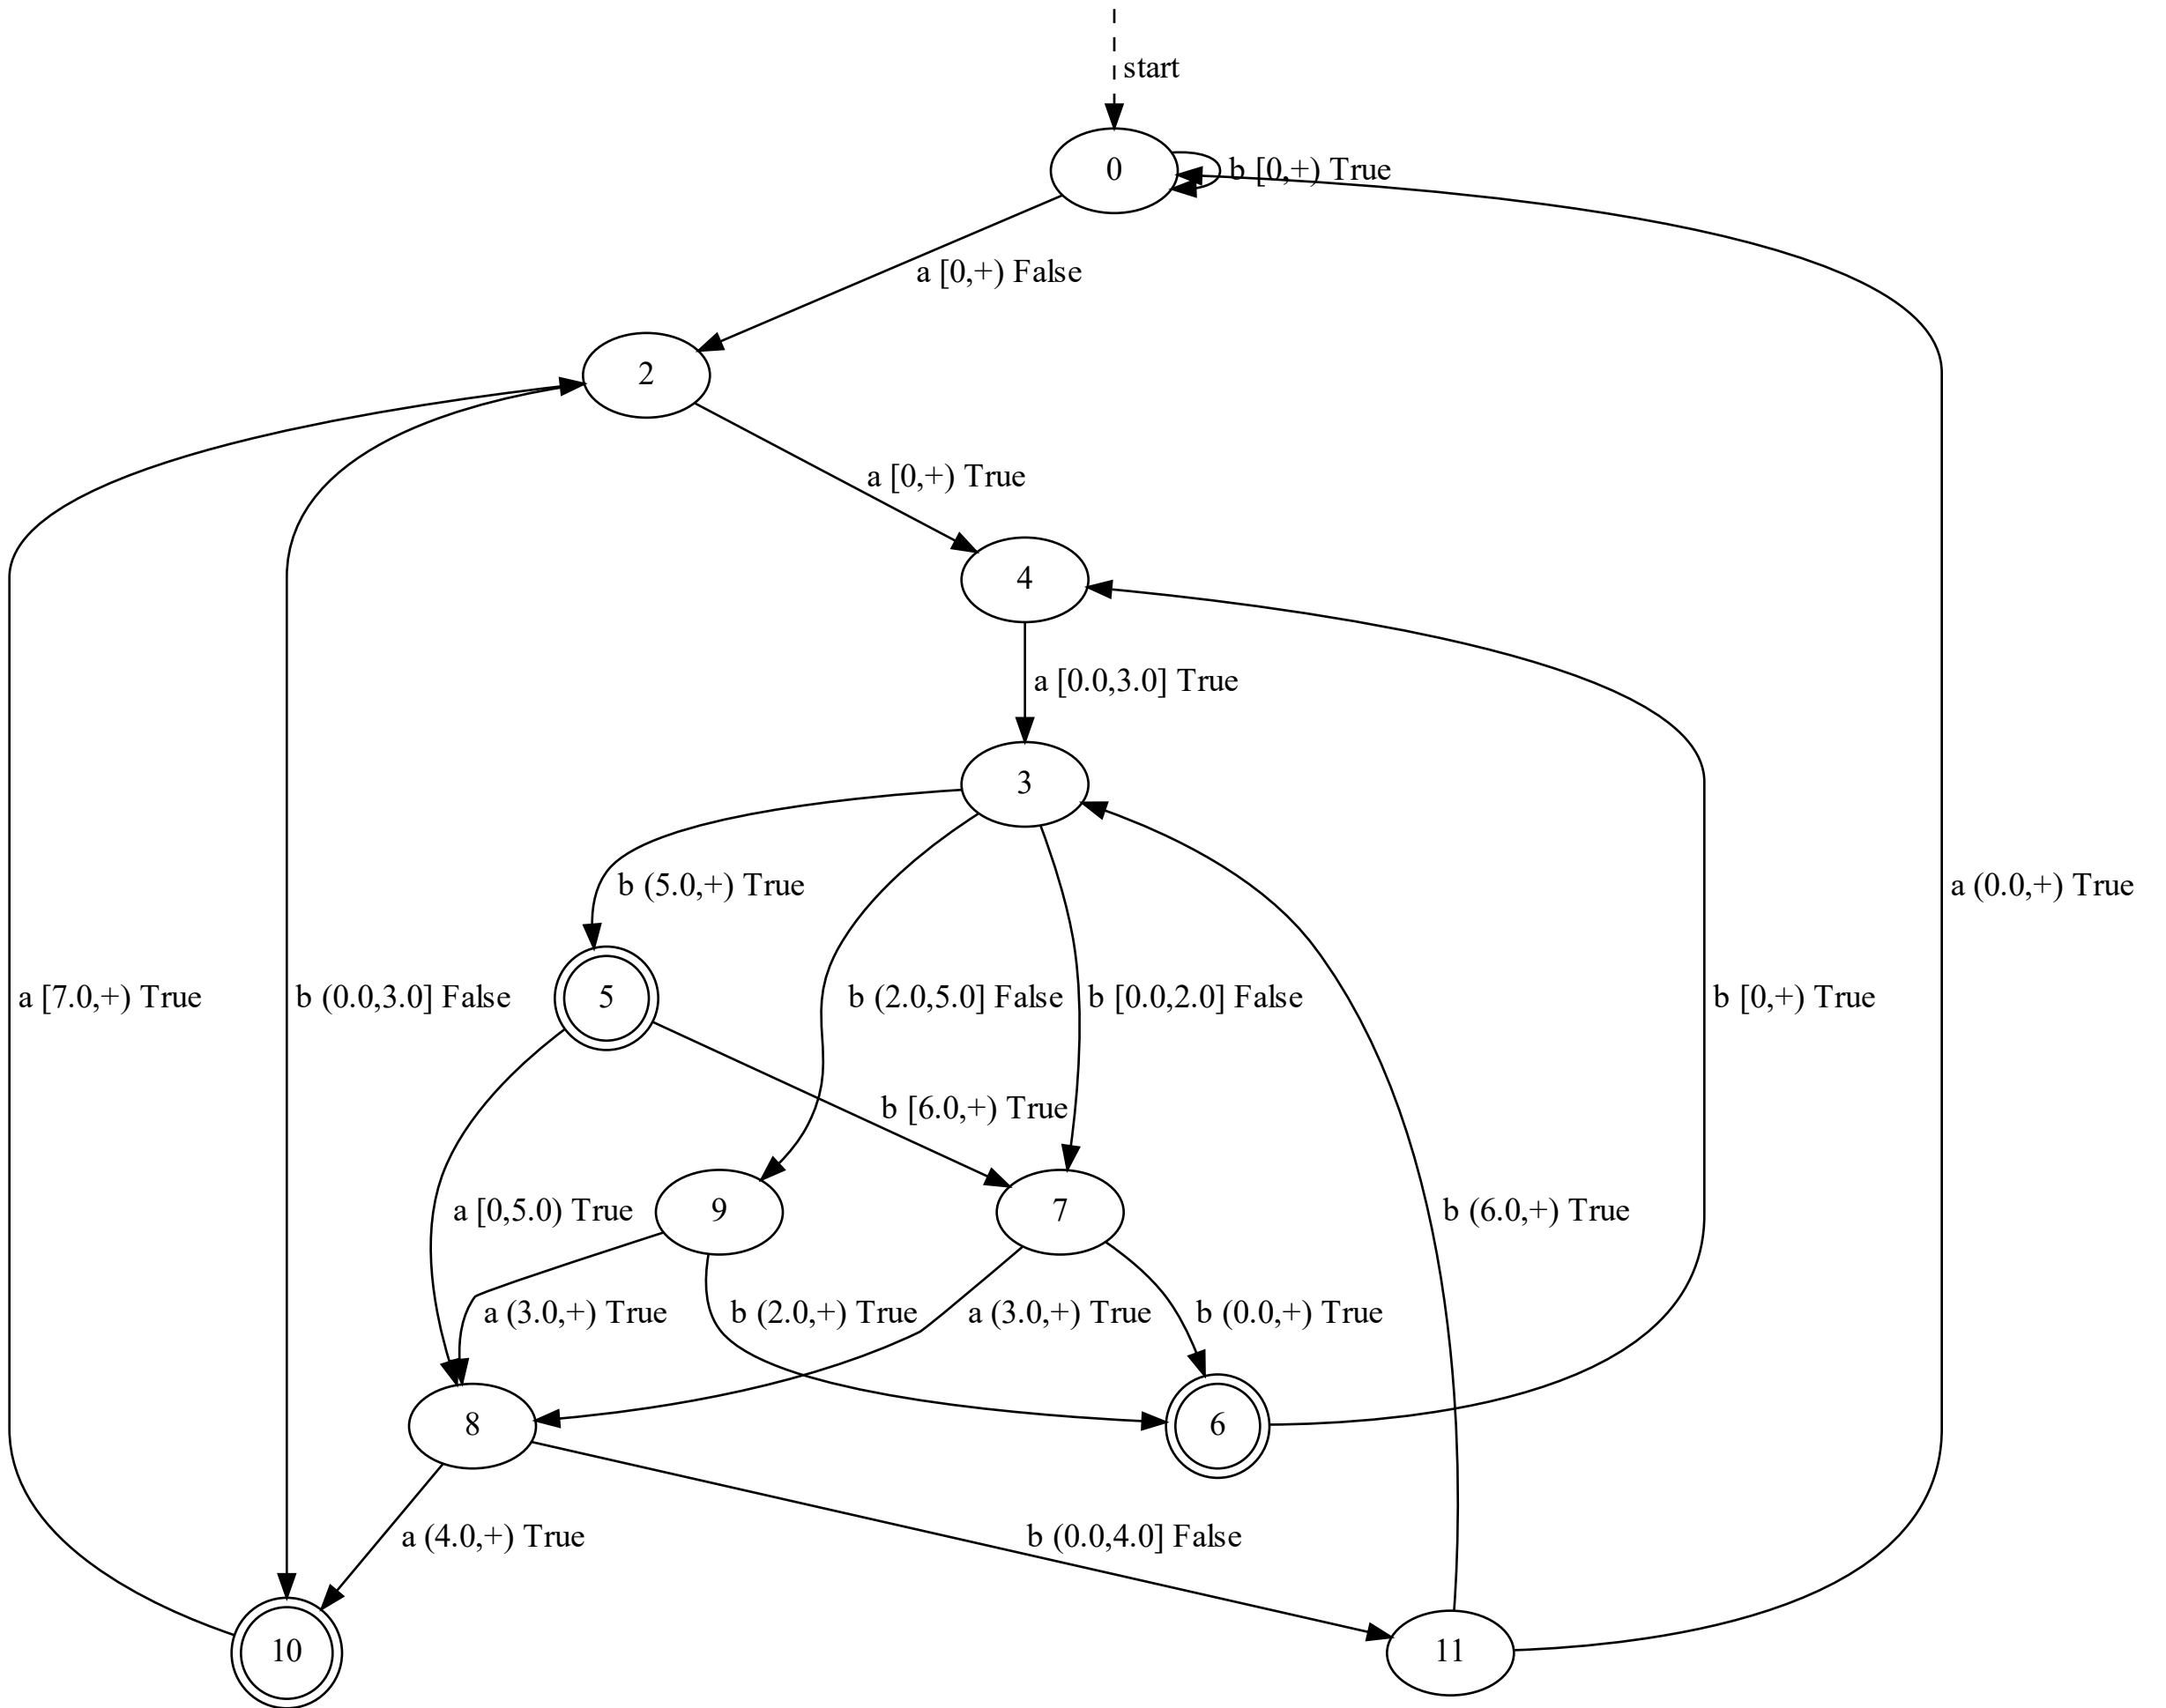 start
0
b [0,+) True
a [0,+) False
2
a [0,+) True
4
a [0.0,3.0] True
3
b (5.0,+) True
a (0.0,+) True
a [7.0,+) True
b (0.0,3.0] False
5
b (2.0,5.0] False
b [0.0,2.0] False
b [0,+) True
b [6.0,+) True
a [0,5.0) True
9
7
b (6.0,+) True
a (3.0,+) True
b (2.0,+) True
a (3.0,+) True
b (0.0,+) True
8
6
a (4.0,+) True
b (0.0,4.0] False
10
11